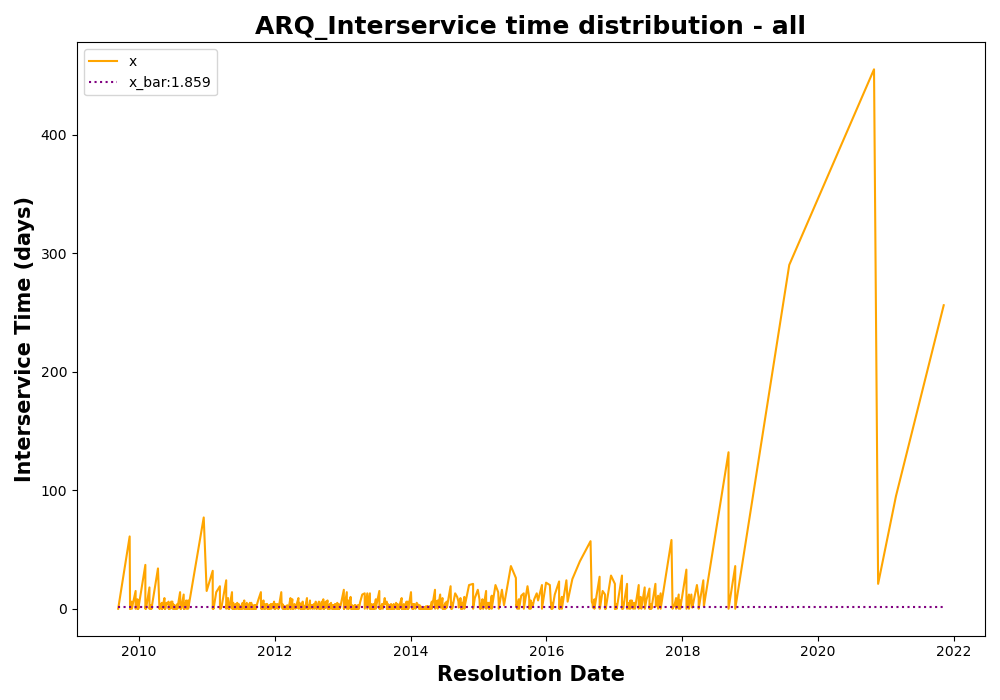 ARQ_Interservice time distribution - all
x
x_bar:1.859
Interservice Time (days)
400
300
200
100
0
2010 2012 2014 2016 2018 2020 2022
Resolution Date